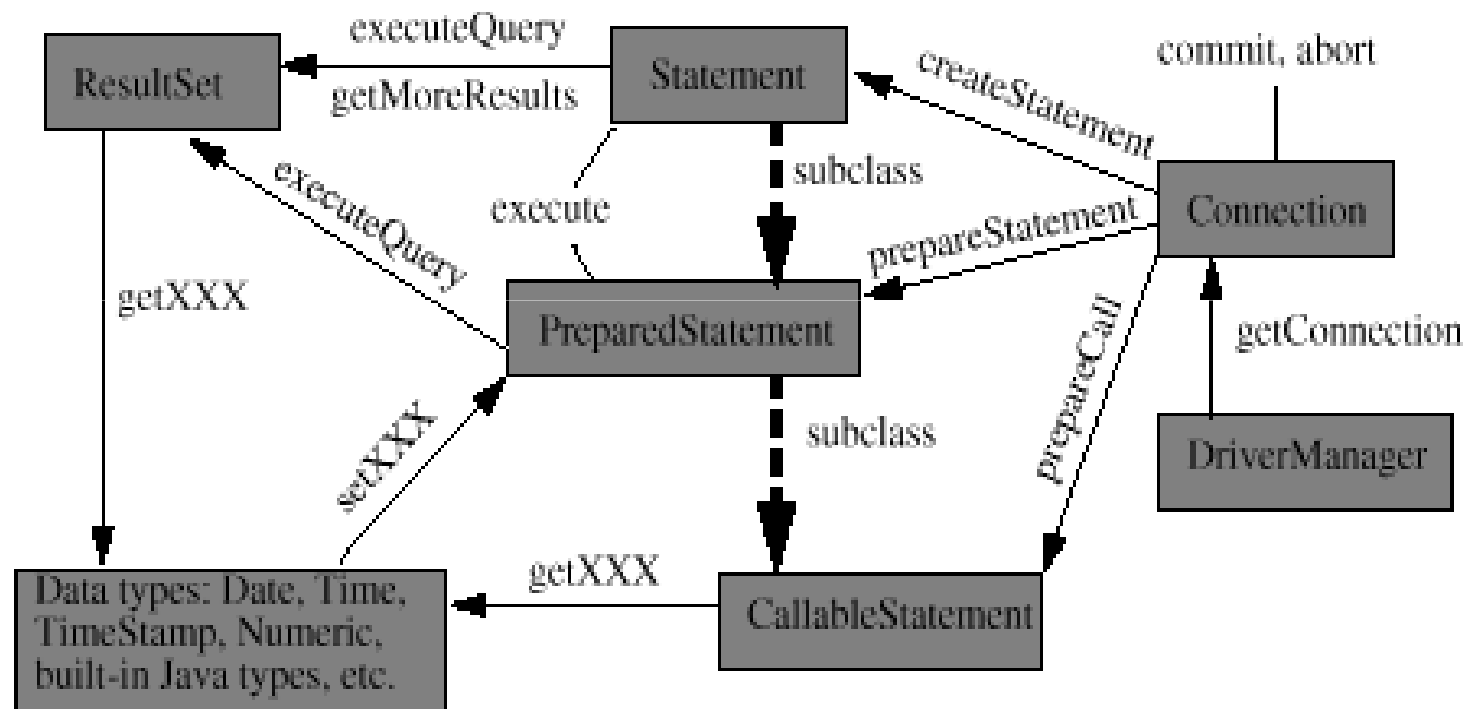 executeQuery
ResultSet
getMoreResults
Statement
createStatement
commit, abort
executeQuery
execute
subclass
prepareStatement
Connection
getXXX
PreparedStatement
prepareCall
getConnection
setXXX
subclass
DriverManager
Data types: Date, Time,
TimeStamp, Numeric,
built-in Java types, etc.
getXXX
CallableStatement